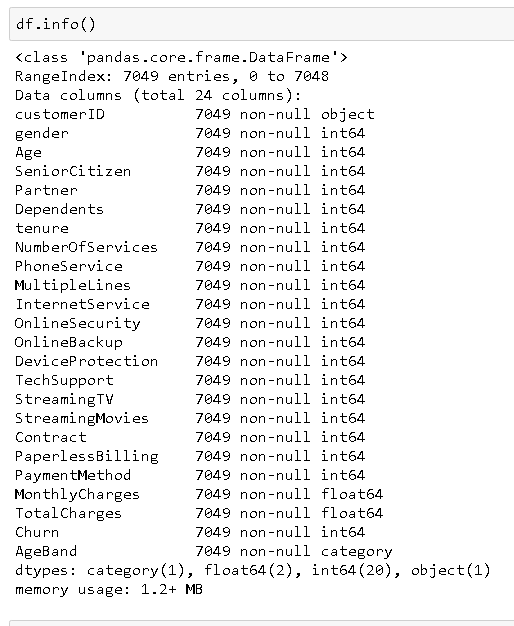 df.info()
<class 'pandas.core.frame.DataFrame'>
RangeIndex: 7049 entries, 0 to 7048
Data columns (total 24 columns):
customerID          7049 non-null object
gender              7049 non-null int64
Age                 7049 non-null int64
SeniorCitizen       7049 non-null int64
Partner             7049 non-null int64
Dependents          7049 non-null int64
tenure              7049 non-null int64
NumberOfServices    7049 non-null int64
PhoneService        7049 non-null int64
MultipleLines       7049 non-null int64
InternetService     7049 non-null int64
OnlineSecurity      7049 non-null int64
OnlineBackup        7049 non-null int64
DeviceProtection    7049 non-null int64
TechSupport         7049 non-null int64
StreamingTV         7049 non-null int64
StreamingMovies     7049 non-null int64
Contract            7049 non-null int64
PaperlessBilling    7049 non-null int64
PaymentMethod       7049 non-null int64
MonthlyCharges      7049 non-null float64
TotalCharges        7049 non-null float64
Churn               7049 non-null int64
AgeBand             7049 non-null category
dtypes: category(1), float64(2), int64(20), object(1)
memory usage: 1.2+ MB